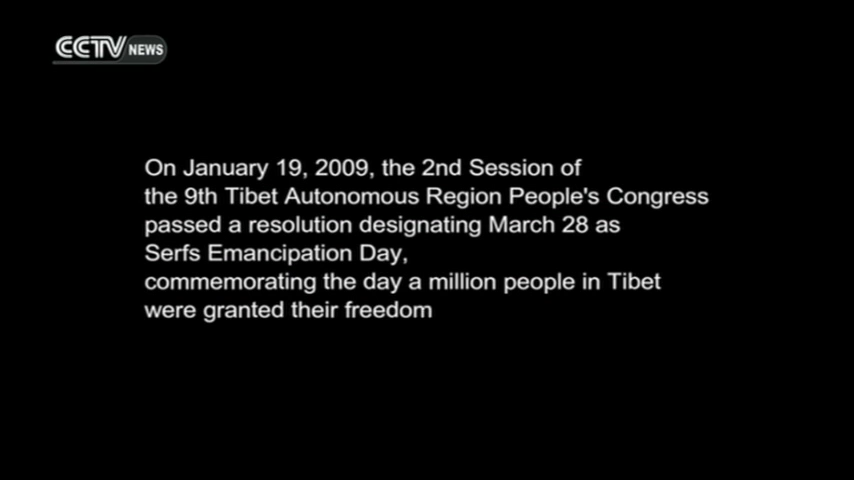 CCTV NEWS
On January 19, 2009, the 2nd Session of
the 9th Tibet Autonomous Region People's Congress
passed a resolution designating March 28 as
Serfs Emancipation Day,
commemorating the day a million people in Tibet
were granted their freedom